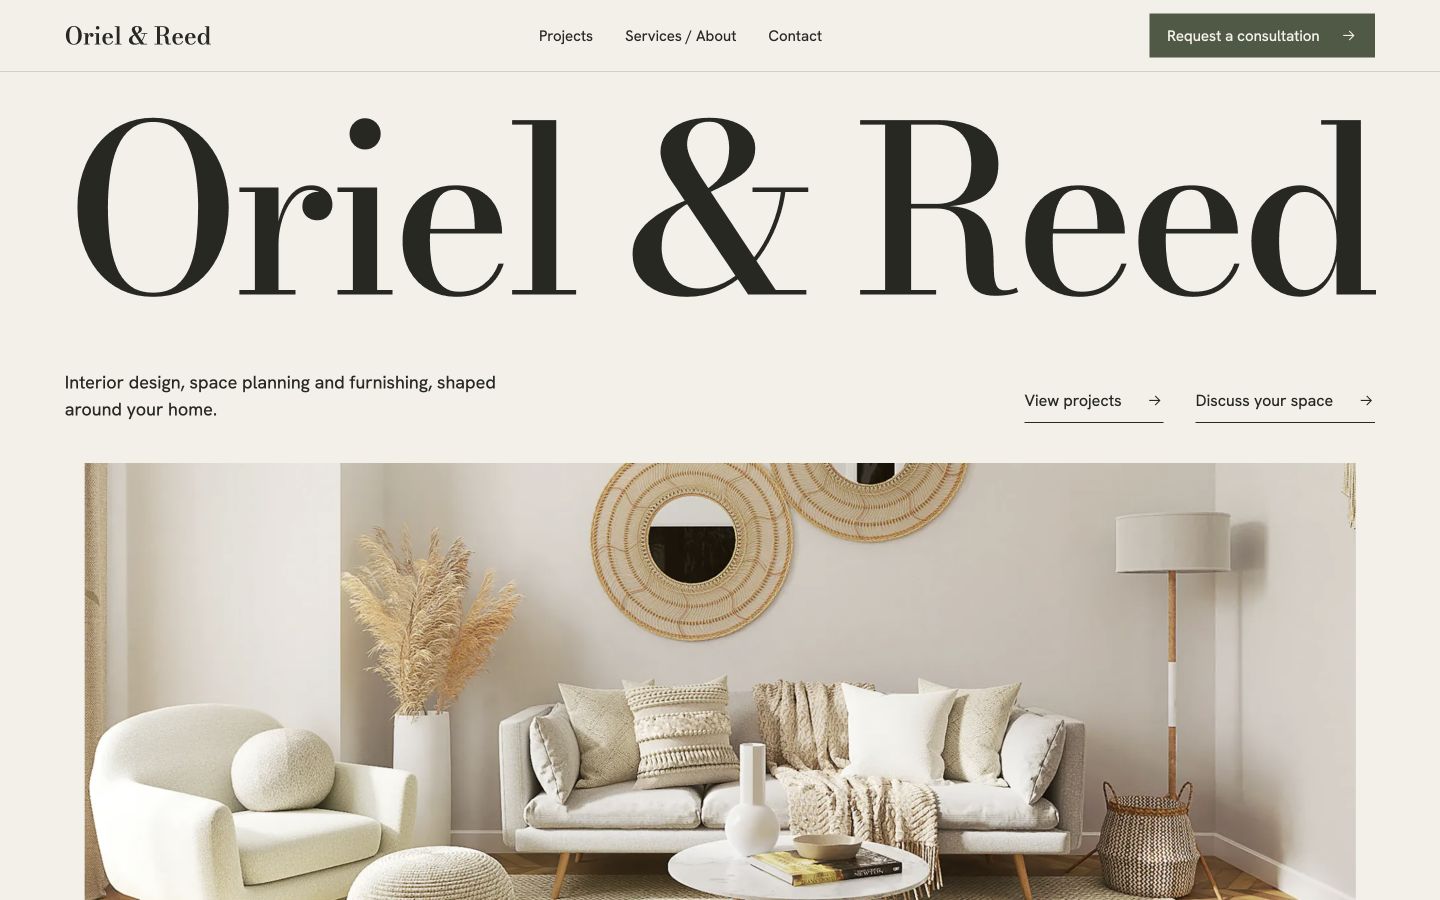 Oriel & Reed
Projects
Services / About
Contact
Request a consultation →
Oriel & Reed
Interior design, space planning and furnishing, shaped
around your home.
View projects →
Discuss your space →